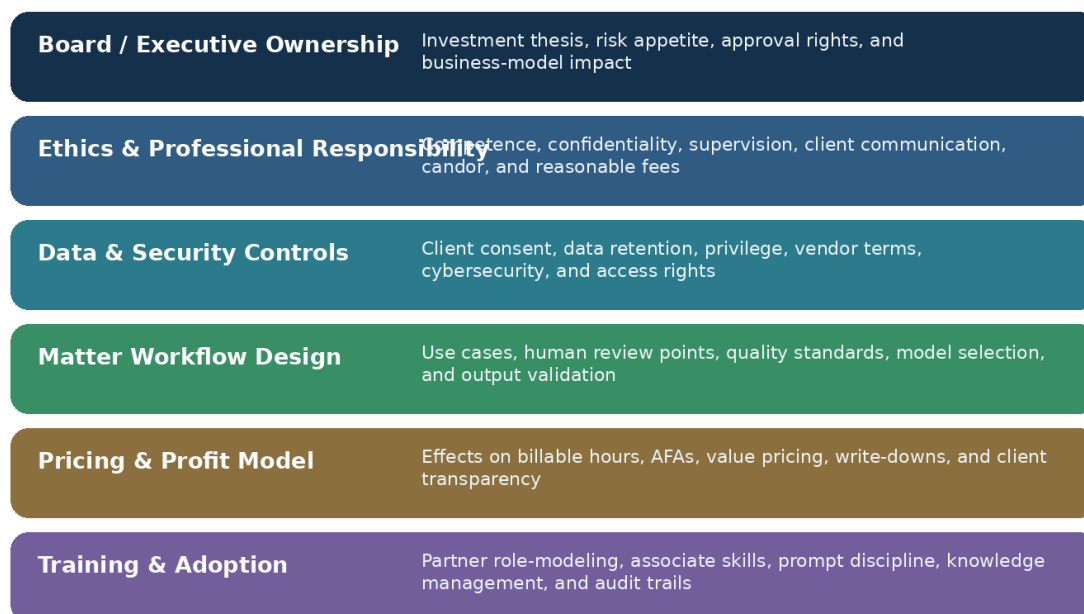 Board / Executive Ownership
Investment thesis, risk appetite, approval rights, and
business-model impact
Ethics & Professional Responsibility
Competence, confidentiality, supervision, client communication,
candor, and reasonable fees
Data & Security Controls
Client consent, data retention, privilege, vendor terms,
cybersecurity, and access rights
Matter Workflow Design
Use cases, human review points, quality standards, model selection,
and output validation
Pricing & Profit Model
Effects on billable hours, AFAs, value pricing, write-downs, and client
transparency
Training & Adoption
Partner role-modeling, associate skills, prompt discipline, knowledge
management, and audit trails